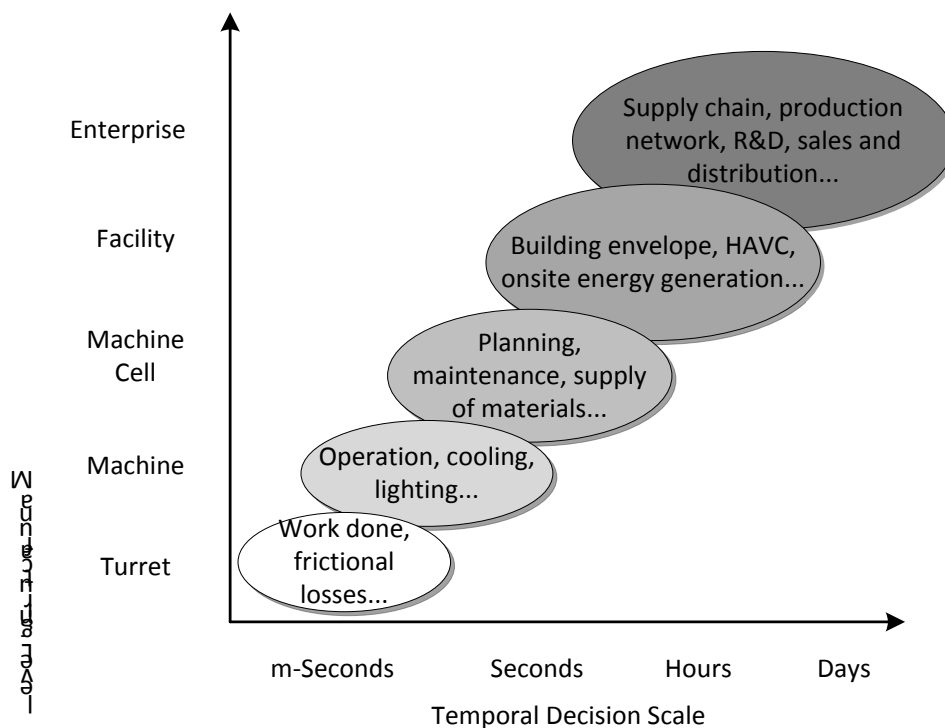 Enterprise
Supply chain, production
network, R&D, sales and
distribution...
Facility
Building envelope, HAVC,
onsite energy generation...
Machine
Cell
Planning,
maintenance, supply
of materials...
Machine
Operation, cooling,
lighting...
Turret
Work done,
frictional
losses...
m-Seconds
Seconds
Hours
Days
Temporal Decision Scale